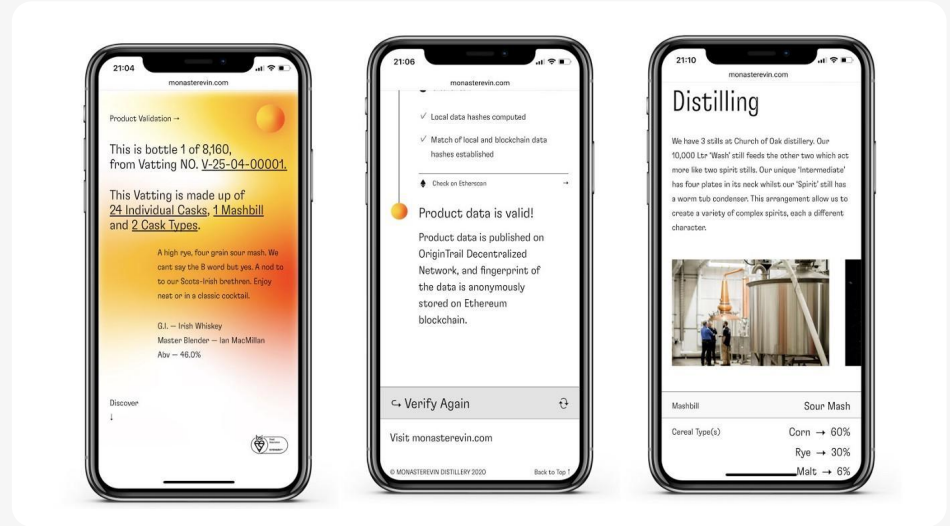 21:04
monasterevin.com
Product Validation →
This is bottle 1 of 8,160,
from Vatting NO. V-25-04-00001.
This Vatting is made up of
24 Individual Casks, 1 Mashbill
and 2 Cask Types.
A high rye, four grain sour mash. We
cant say the B word but yes. A nod to
to our Scots-Irish brethren. Enjoy
nest or in a classic cocktail.
G.I. — Irish Whiskey
Master Blender — Ian MacMillan
Abv — 46.0%
Discover
↓
21:06
monasterevin.com
✓ Local data hashes computed
✓ Match of local and blockchain data
hashes established
Check on Etherscan →
Product data is valid!
Product data is published on
OriginTrail Decentralized
Network, and fingerprint of
the data is anonymously
stored on Ethereum
blockchain.
↪ Verify Again
Visit monasterevin.com
© MONASTEREVIN DISTILLERY 2020
Back to Top ↑
21:10
monasterevin.com
Distilling
We have 3 stills at Church of Oak distillery. Our
10,000 Ltr 'Wash' still feeds the other two which act
more like two spirit stills. Our unique 'Intermediate'
has four plates in its neck whilst our 'Spirit' still has
a worm tub condenser. This arrangement allow us to
create a variety of complex spirits, each a different
character.
Mashbill Sour Mash
Cereal Type(s) Corn → 60%
Rye → 30%
Malt → 6%